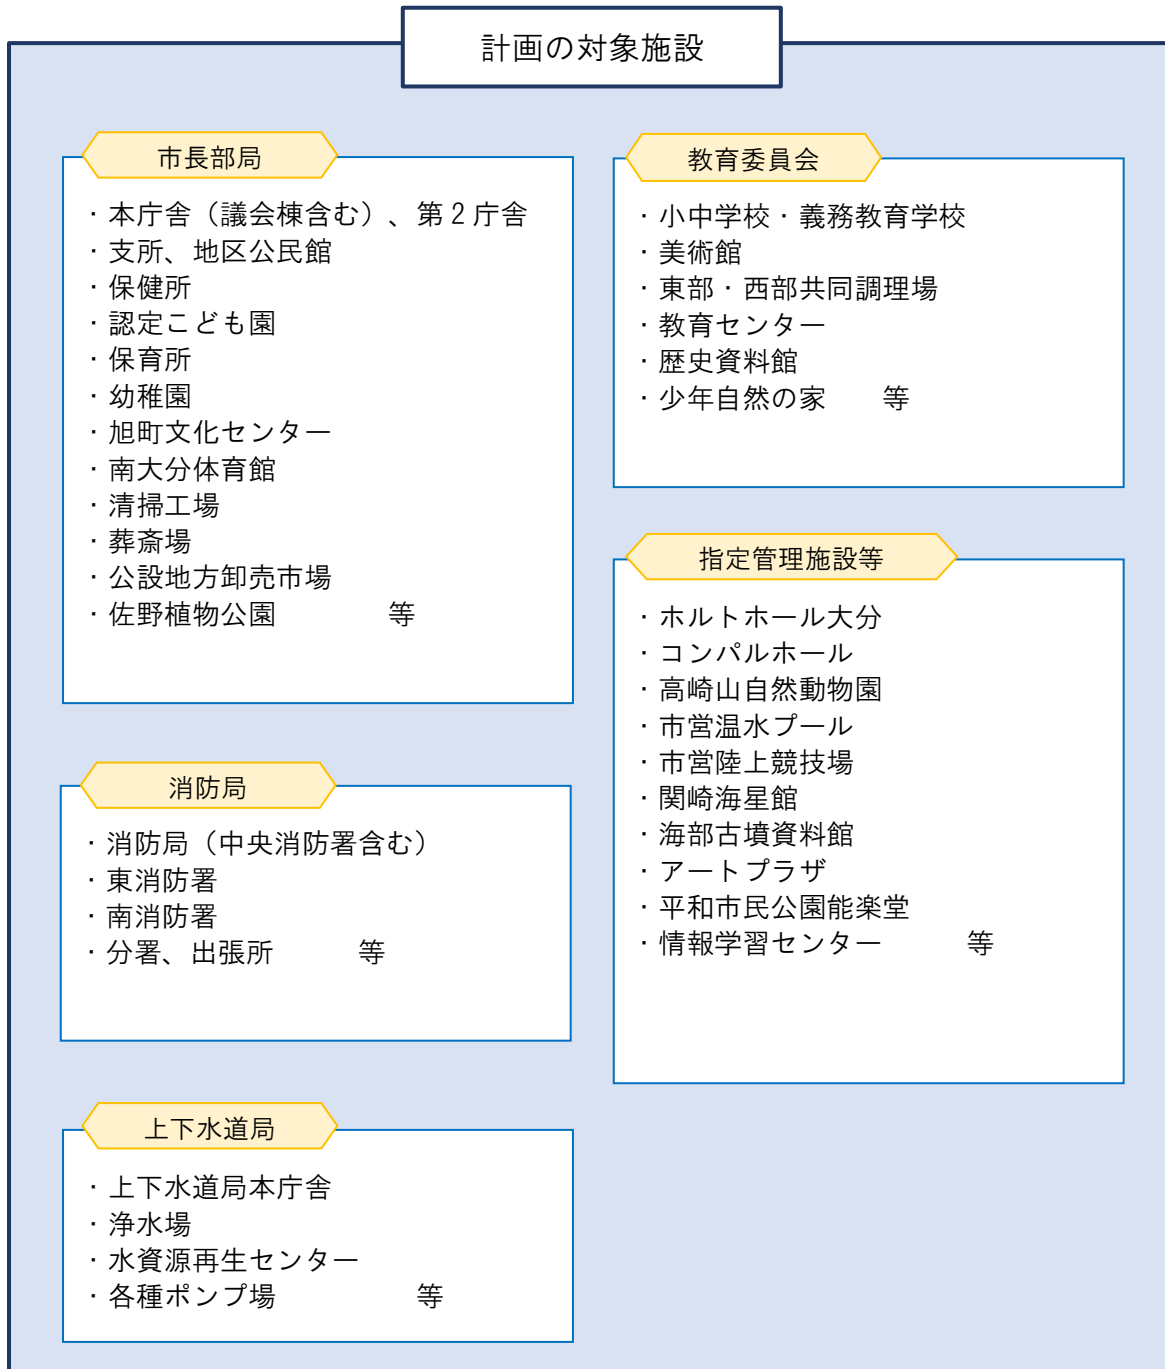 計画の対象施設
市長部局
・本庁舎（議会棟含む）、第２庁舎
・支所、地区公民館
・保健所
・認定こども園
・保育所
・幼稚園
・旭町文化センター
・南大分体育館
・清掃工場
・葬斎場
・公設地方卸売市場
・佐野植物公園　　　　等
消防局
・消防局（中央消防署含む）
・東消防署
・南消防署
・分署、出張所　　　等
上下水道局
・上下水道局本庁舎
・浄水場
・水資源再生センター
・各種ポンプ場　　　　　等
教育委員会
・小中学校・義務教育学校
・美術館
・東部・西部共同調理場
・教育センター
・歴史資料館
・少年自然の家　　等
指定管理施設等
・ホルトホール大分
・コンパルホール
・高崎山自然動物園
・市営温水プール
・市営陸上競技場
・関崎海星館
・海部古墳資料館
・アートプラザ
・平和市民公園能楽堂
・情報学習センター　　　等